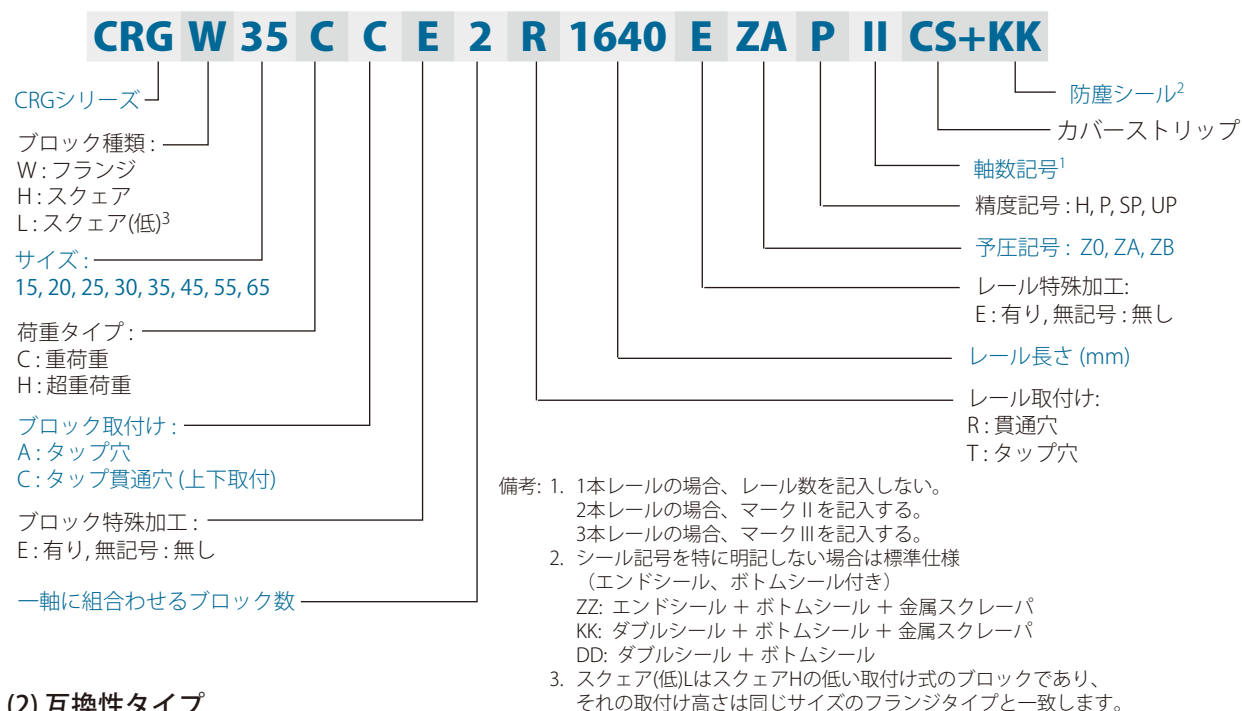 CRG W 35 C C E 2 R 1640 E ZA P II CS+KK
CRGシリーズ
ブロック種類 :
W : フランジ
H : スクェア
L : スクェア(低)3
サイズ :
15, 20, 25, 30, 35, 45, 55, 65
荷重タイプ :
C : 重荷重
H : 超重荷重
ブロック取付け :
A : タップ穴
C : タップ貫通穴 (上下取付)
ブロック特殊加工 :
E : 有り, 無記号 : 無し
一軸に組合わせるブロック数
防塵シール2
カバーストリップ
軸数記号1
精度記号 : H, P, SP, UP
予圧記号 : Z0, ZA, ZB
レール特殊加工:
E : 有り, 無記号 : 無し
レール長さ (mm)
レール取付け:
R : 貫通穴
T : タップ穴
備考: 1. 1本レールの場合、レール数を記入しない。
2本レールの場合、マークⅡを記入する。
3本レールの場合、マークⅢを記入する。
2. シール記号を特に明記しない場合は標準仕様
（エンドシール、ボトムシール付き）
ZZ: エンドシール ＋ ボトムシール ＋ 金属スクレーパ
KK: ダブルシール ＋ ボトムシール ＋ 金属スクレーパ
DD: ダブルシール ＋ ボトムシール
3. スクェア(低)LはスクェアHの低い取付け式のブロックであり、
それの取付け高さは同じサイズのフランジタイプと一致します。
(2) 互換性タイプ